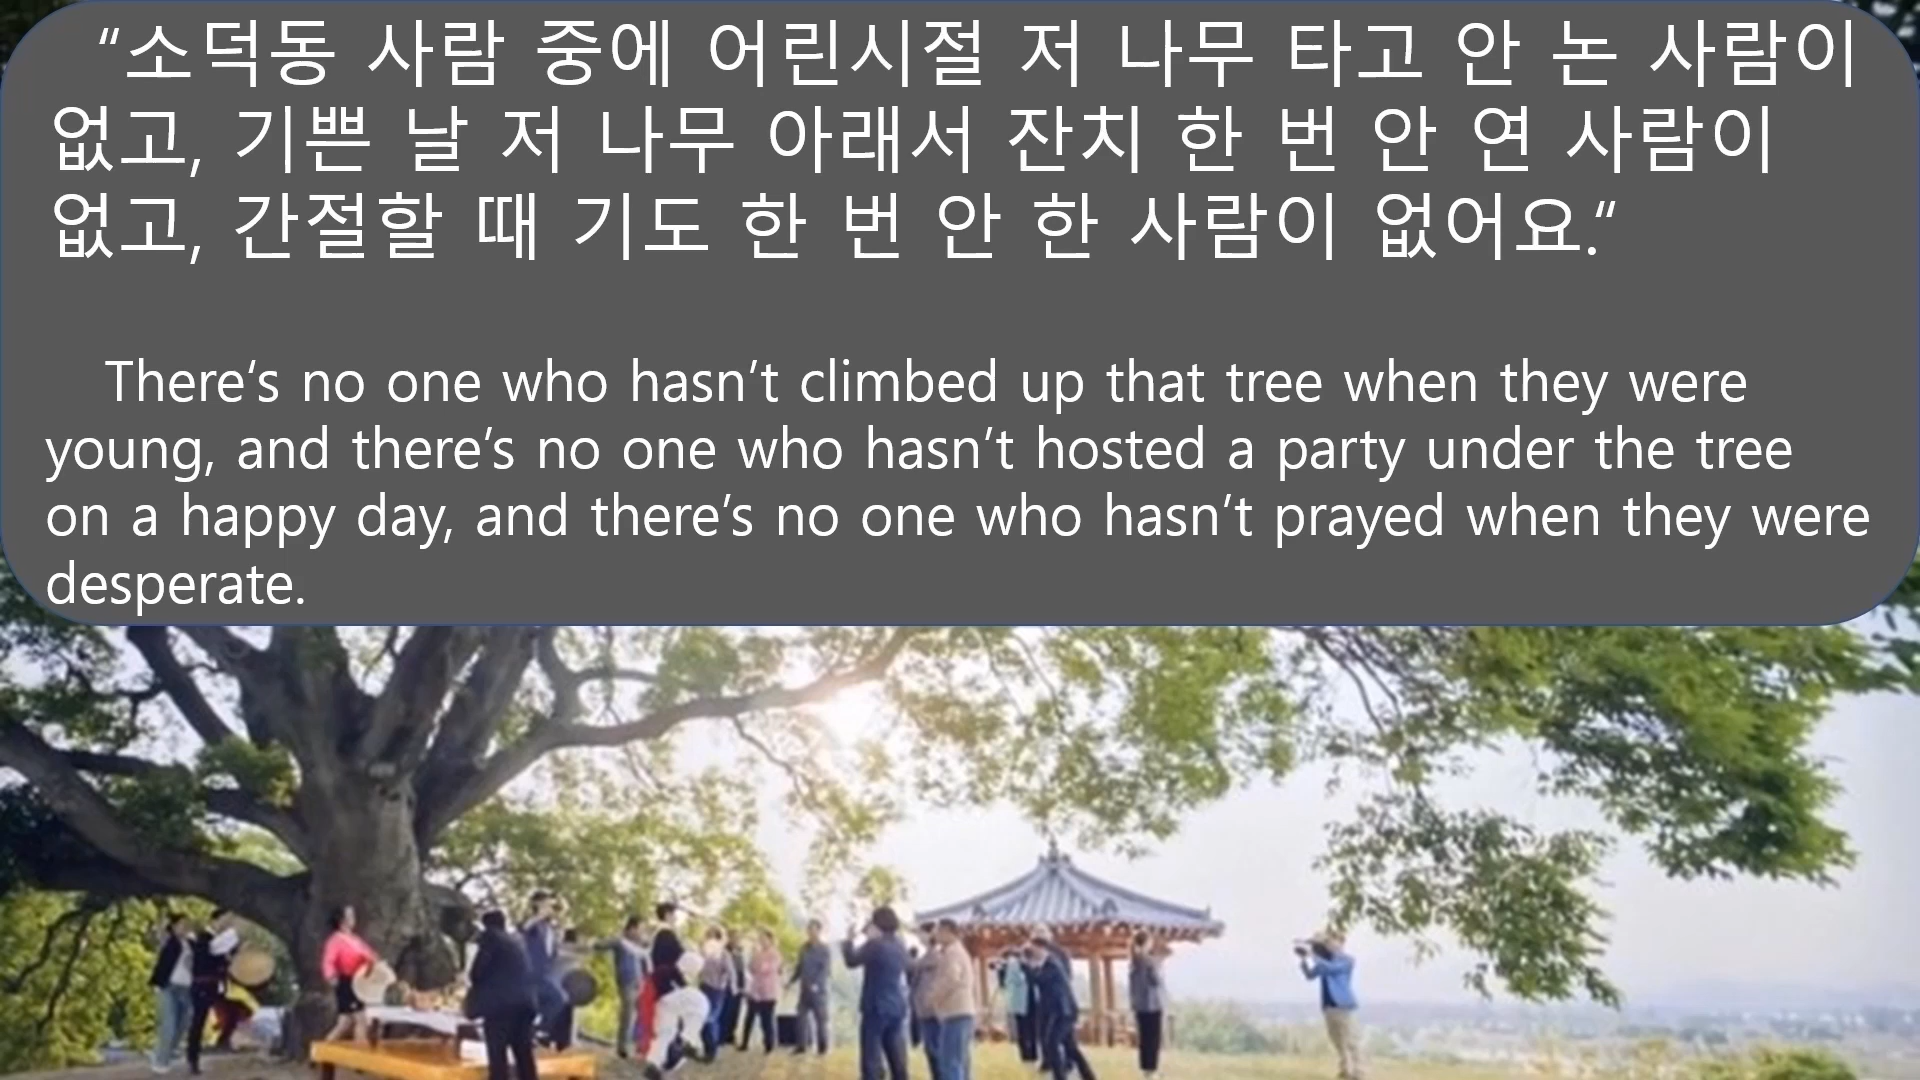 “소덕동 사람 중에 어린시절 저 나무 타고 안 논 사람이
없고, 기쁜 날 저 나무 아래서 잔치 한 번 안 연 사람이
없고, 간절할 때 기도 한 번 안 한 사람이 없어요.“
There‘s no one who hasn’t climbed up that tree when they were
young, and there’s no one who hasn’t hosted a party under the tree
on a happy day, and there’s no one who hasn’t prayed when they were
desperate.